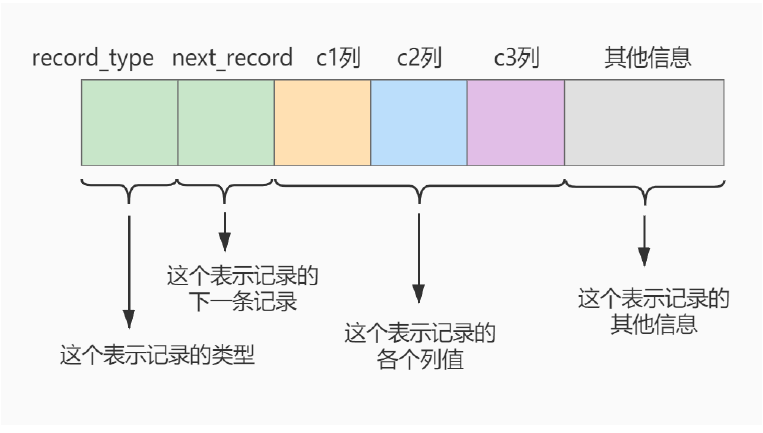 record_type next_record c1列 c2列 c3列 其他信息
这个表示记录的
下一条记录
这个表示记录的
其他信息
这个表示记录的类型
这个表示记录的
各个列值